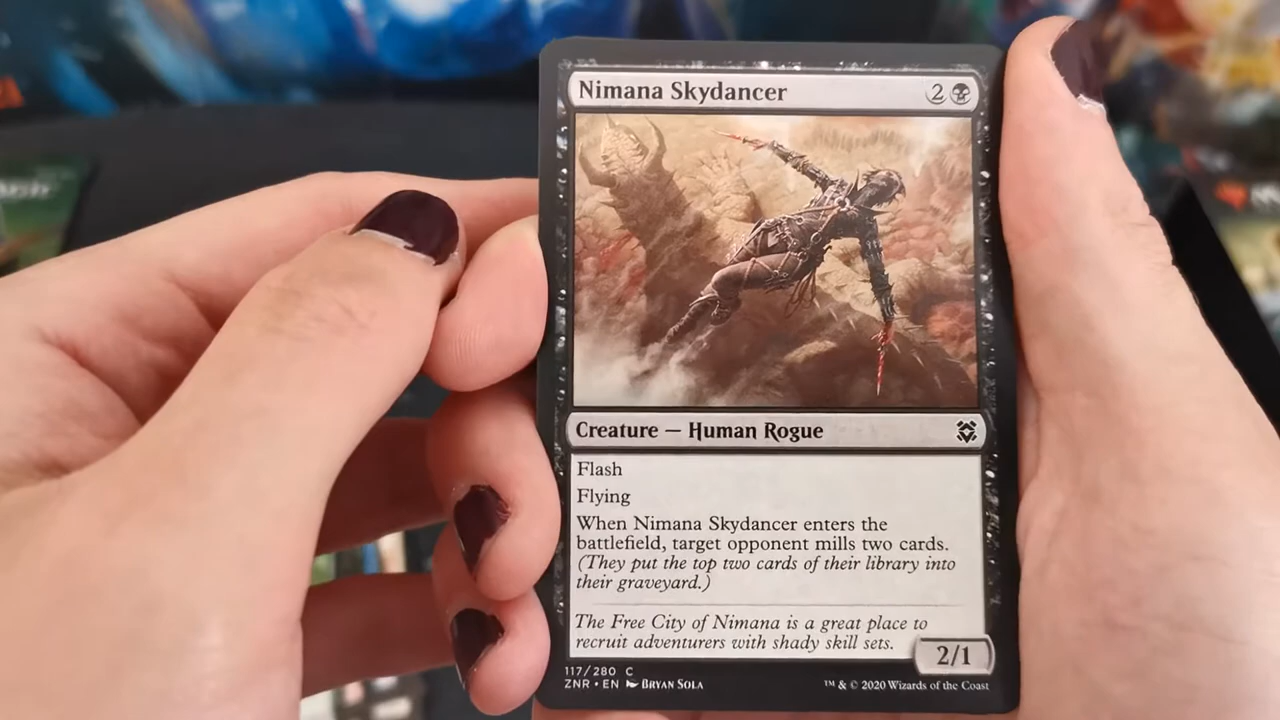 Nimana Skydancer 2
Creature — Human Rogue
Flash
Flying
When Nimana Skydancer enters the
battlefield, target opponent mills two cards.
(They put the top two cards of their library into
their graveyard.)
The Free City of Nimana is a great place to
recruit adventurers with shady skill sets.
2/1
117/280 C
ZNR • EN BRYAN SOLA
™ & © 2020 Wizards of the Coast